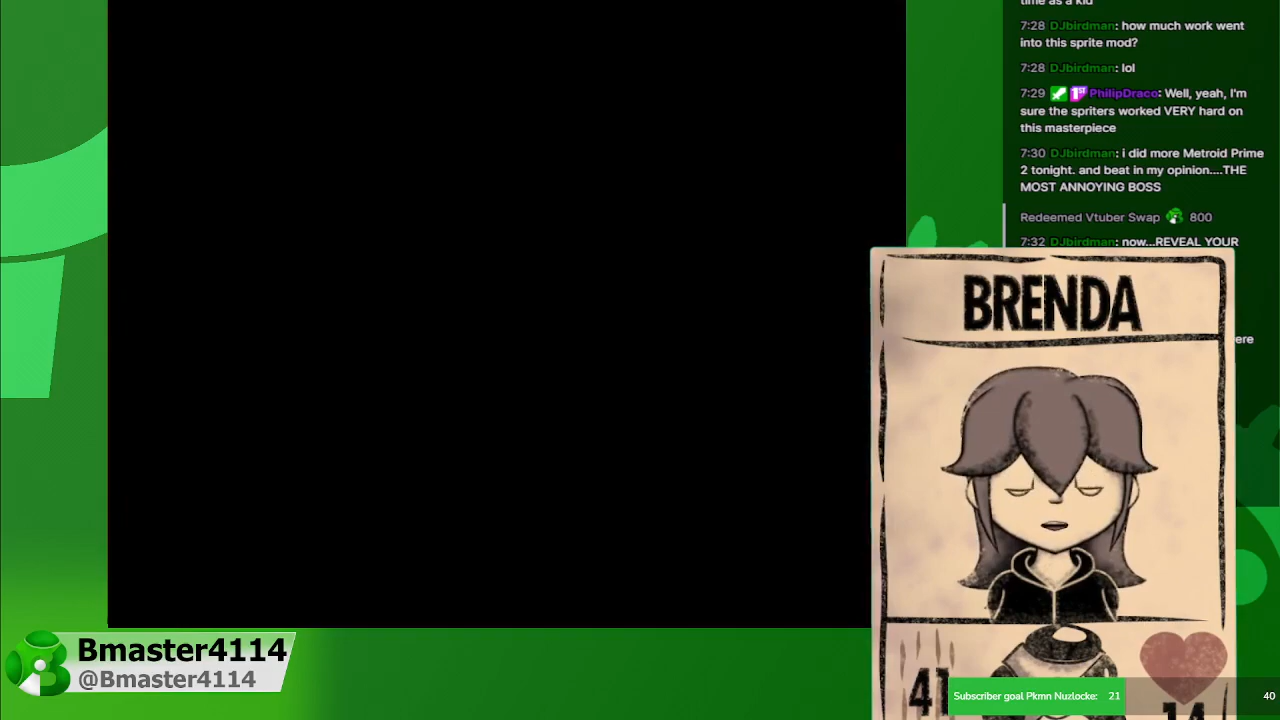 time as a kid
7:28 DJbirdman: how much work went
into this sprite mod?
7:28 DJbirdman: lol
7:29 PhilipDraco: Well, yeah, I'm
sure the spriters worked VERY hard on
this masterpiece
7:30 DJbirdman: i did more Metroid Prime
2 tonight. and beat in my opinion....THE
MOST ANNOYING BOSS
Redeemed Vtuber Swap 800
7:32 DJbirdman: now...REVEAL YOUR
ere
BRENDA
41
14
Subscriber goal Pkmn Nuzlocke: 21
40
Bmaster4114
@Bmaster4114